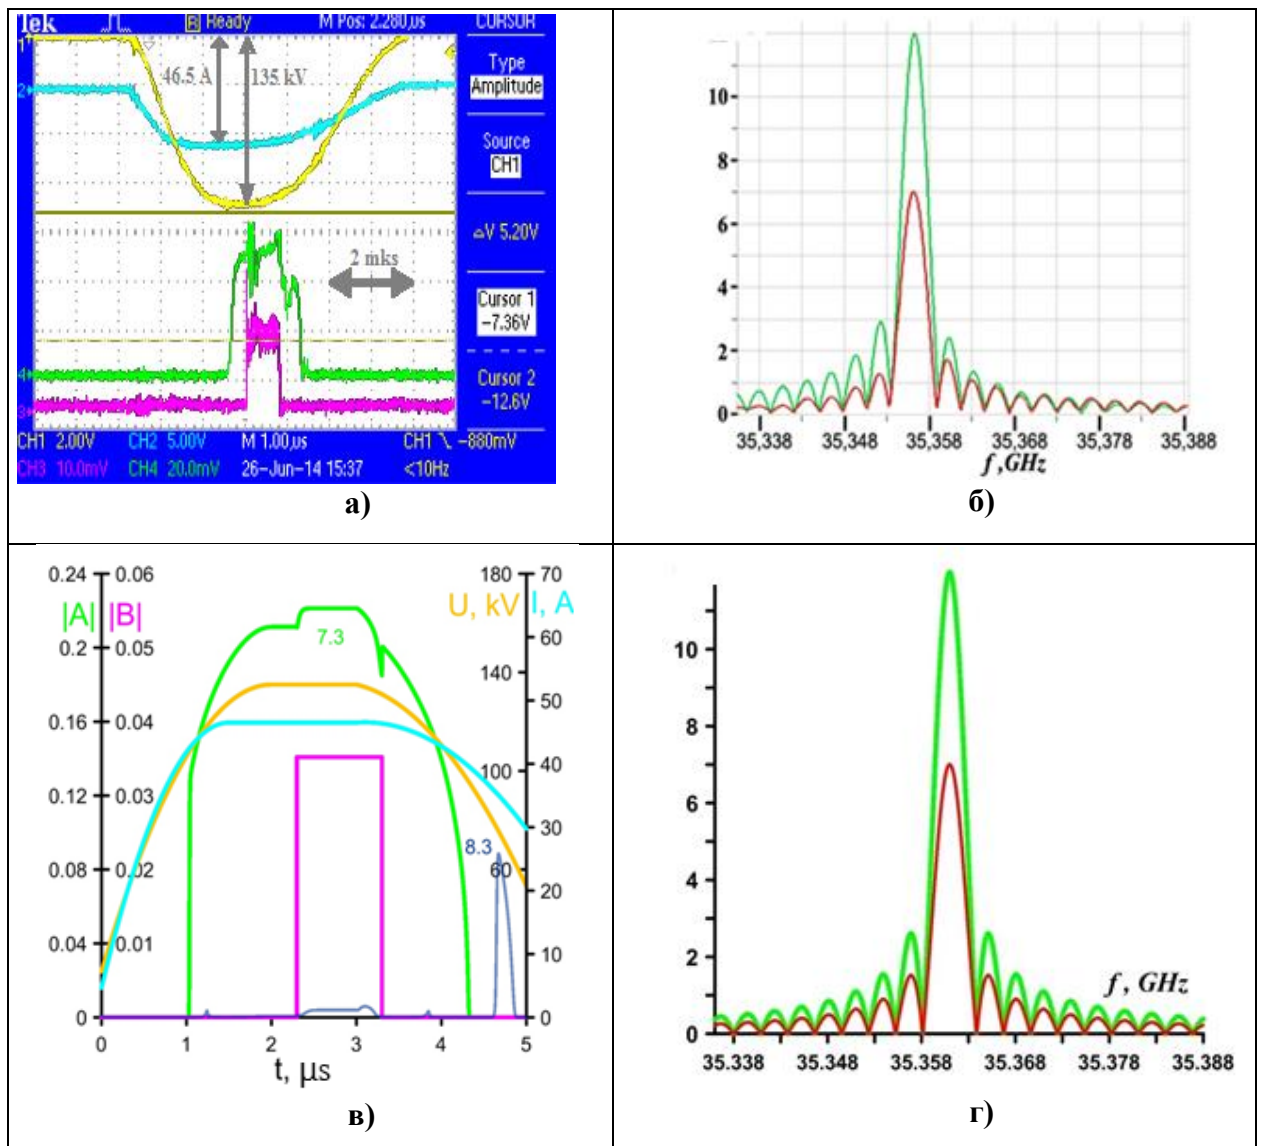 Tek Ready M Pos: 2.280µs CURSOR
Type
Amplitude
Source
CH1
△V 5.20V
Cursor 1
-7.36V
Cursor 2
-12.6V
46.5 A
135 kV
2 mks
1
2
4
3
CH1 2.00V CH2 5.00V M 1.00µs CH1 -880mV
CH3 10.0mV CH4 20.0mV 26-Jun-14 15:37 <10Hz
а)
10
8
6
4
2
0
35,338 35,348 35,358 35,368 35,378 35,388
f,GHz
б)
0.24 0.06 180 70
|A| |B| U, kV I, A
7.3
60
0.2 0.05
140
50
0.16 0.04
100 40
0.12 0.03
30
8.3
0.08 0.02 60
20
0.04 0.01
10
0 0
0 1 2 3 4 5
t, µs
в)
10
8
6
4
2
0
f, GHz
35.338 35.348 35.358 35.368 35.378 35.388
г)